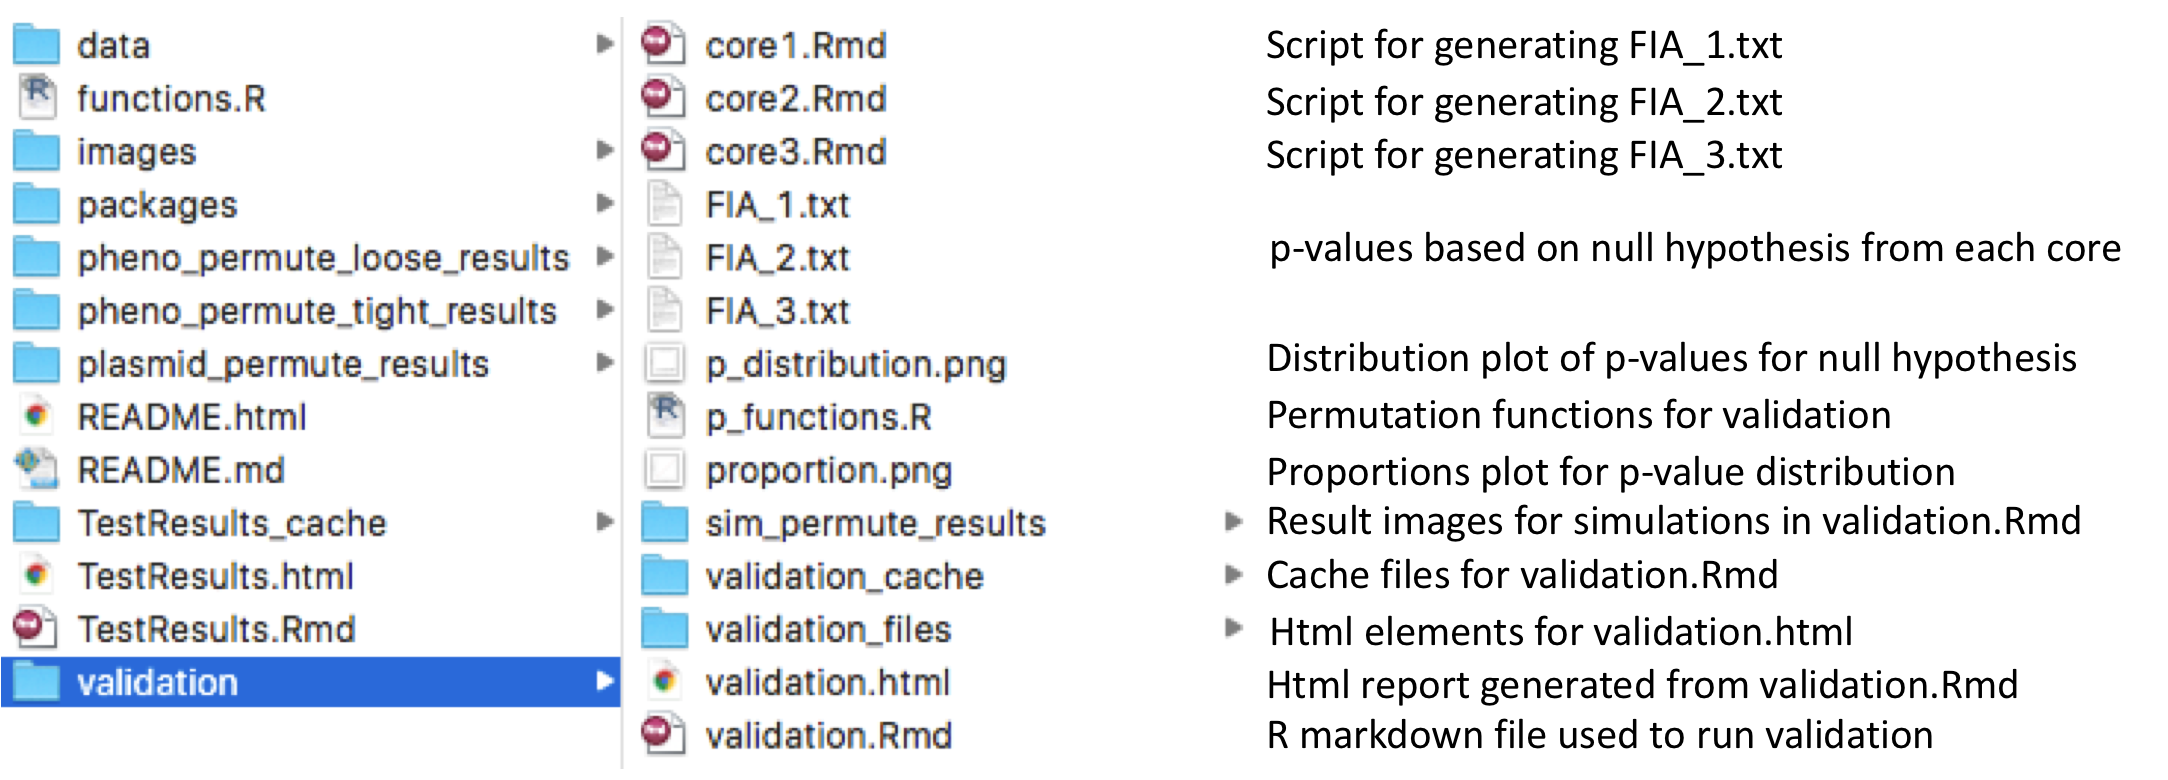 data
functions.R
images
packages
pheno_permute_loose_results
pheno_permute_tight_results
plasmid_permute_results
README.html
README.md
TestResults_cache
TestResults.html
TestResults.Rmd
validation
core1.Rmd
core2.Rmd
core3.Rmd
FIA_1.txt
FIA_2.txt
FIA_3.txt
p_distribution.png
p_functions.R
proportion.png
sim_permute_results
validation_cache
validation_files
validation.html
validation.Rmd
Script for generating FIA_1.txt
Script for generating FIA_2.txt
Script for generating FIA_3.txt
p-values based on null hypothesis from each core
Distribution plot of p-values for null hypothesis
Permutation functions for validation
Proportions plot for p-value distribution
Result images for simulations in validation.Rmd
Cache files for validation.Rmd
Html elements for validation.html
Html report generated from validation.Rmd
R markdown file used to run validation